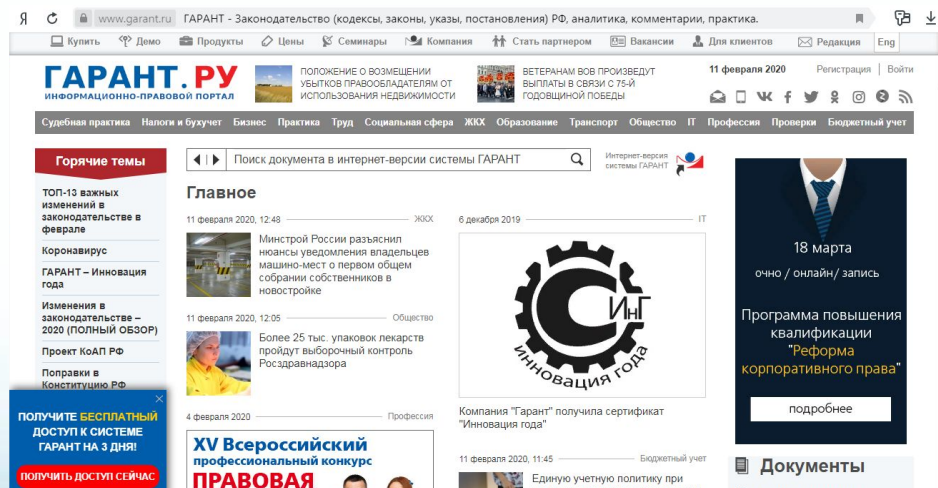 Я www.garant.ru ГАРАНТ - Законодательство (кодексы, законы, указы, постановления) РФ, аналитика, комментарии, практика.
Купить Демо Продукты Цены Семинары Компания Стать партнером Вакансии Для клиентов Редакция Eng
ГАРАНТ.РУ
ИНФОРМАЦИОННО-ПРАВОВОЙ ПОРТАЛ
ПОЛОЖЕНИЕ О ВОЗМЕЩЕНИИ
УБЫТКОВ ПРАВООБЛАДАТЕЛЯМ ОТ
ИСПОЛЬЗОВАНИЯ НЕДВИЖИМОСТИ
ВЕТЕРАНАМ ВОВ ПРОИЗВЕДУТ
ВЫПЛАТЫ В СВЯЗИ С 75-Й
ГОДОВЩИНОЙ ПОБЕДЫ
11 февраля 2020 Регистрация | Войти
Судебная практика Налоги и бухучет Бизнес Практика Труд Социальная сфера ЖКХ Образование Транспорт Общество IT Профессия Проверки Бюджетный учет
Горячие темы
ТОП-13 важных
изменений в
законодательстве в
феврале
Коронавирус
ГАРАНТ – Инновация
года
Изменения в
законодательстве –
2020 (ПОЛНЫЙ ОБЗОР)
Проект КоАП РФ
Поправки в
Конституцию РФ
ПОЛУЧИТЕ БЕСПЛАТНЫЙ
ДОСТУП К СИСТЕМЕ
ГАРАНТ НА 3 ДНЯ!
ПОЛУЧИТЬ ДОСТУП СЕЙЧАС
Поиск документа в интернет-версии системы ГАРАНТ
Интернет-версия
системы ГАРАНТ
Главное
11 февраля 2020, 12:48 ЖКХ
Минстрой России разъяснил
нюансы уведомления владельцев
машино-мест о первом общем
собрании собственников в
новостройке
11 февраля 2020, 12:05 Общество
Более 25 тыс. упаковок лекарств
пройдут выборочный контроль
Росздравнадзора
4 февраля 2020 Профессия
XV Всероссийский
профессиональный конкурс
ПРАВОВАЯ
6 декабря 2019 IT
ИнГ
Инновация года
Компания "Гарант" получила сертификат
"Инновация года"
11 февраля 2020, 11:45 Бюджетный учет
Единую учетную политику при
18 марта
очно / онлайн/ запись
Программа повышения
квалификации
"Реформа
корпоративного права"
подробнее
Документы